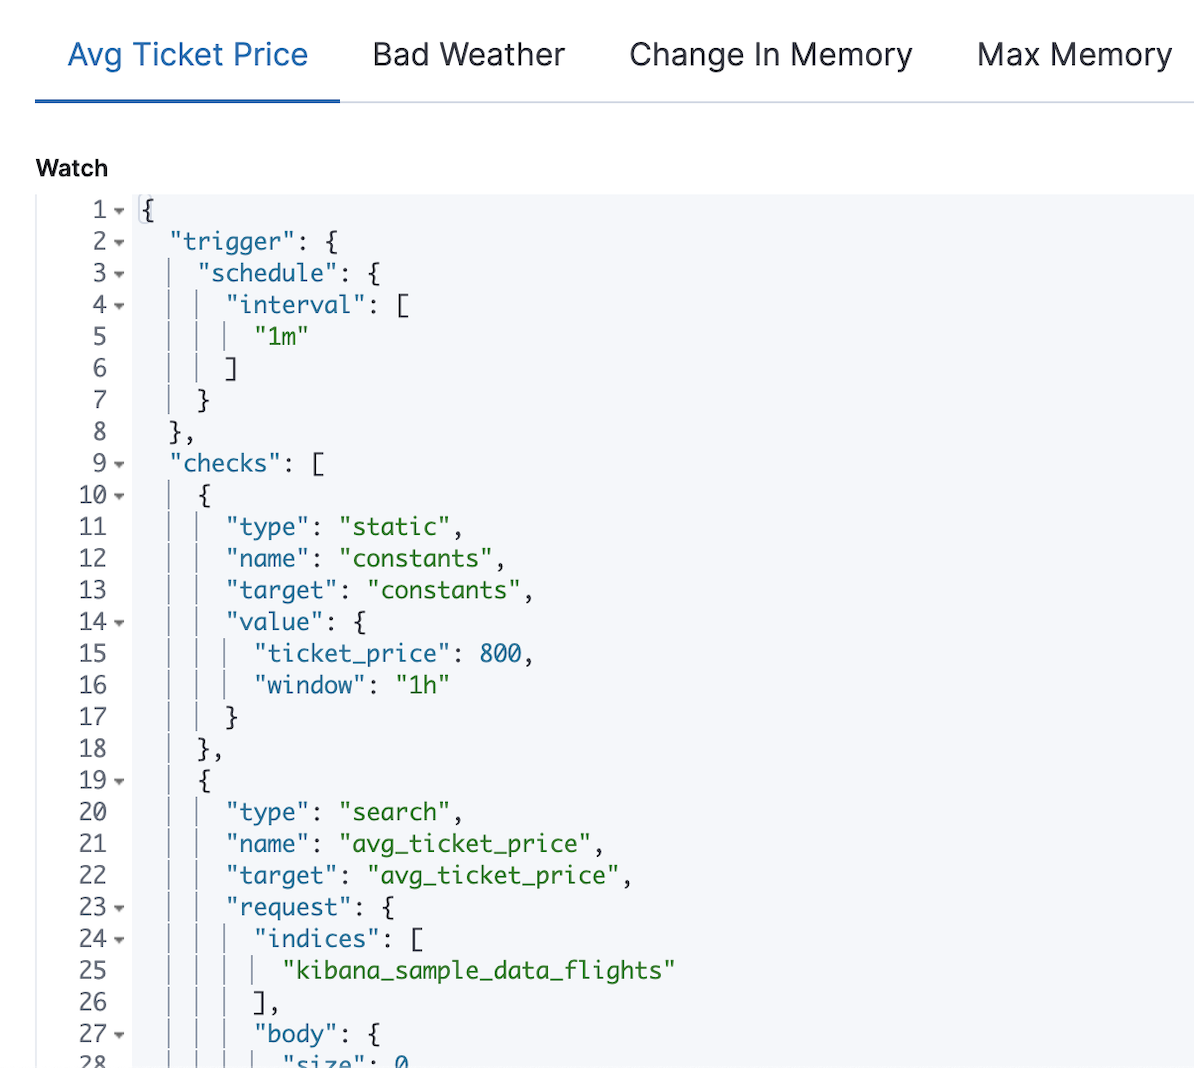 Avg Ticket Price Bad Weather Change In Memory Max Memory
Watch
1 {
2 "trigger": {
3 "schedule": {
4 "interval": [
5 "1m"
6 ]
7 }
8 },
9 "checks": [
10 {
11 "type": "static",
12 "name": "constants",
13 "target": "constants",
14 "value": {
15 "ticket_price": 800,
16 "window": "1h"
17 }
18 },
19 {
20 "type": "search",
21 "name": "avg_ticket_price",
22 "target": "avg_ticket_price",
23 "request": {
24 "indices": [
25 "kibana_sample_data_flights"
26 ],
27 "body": {
28 "size": 0